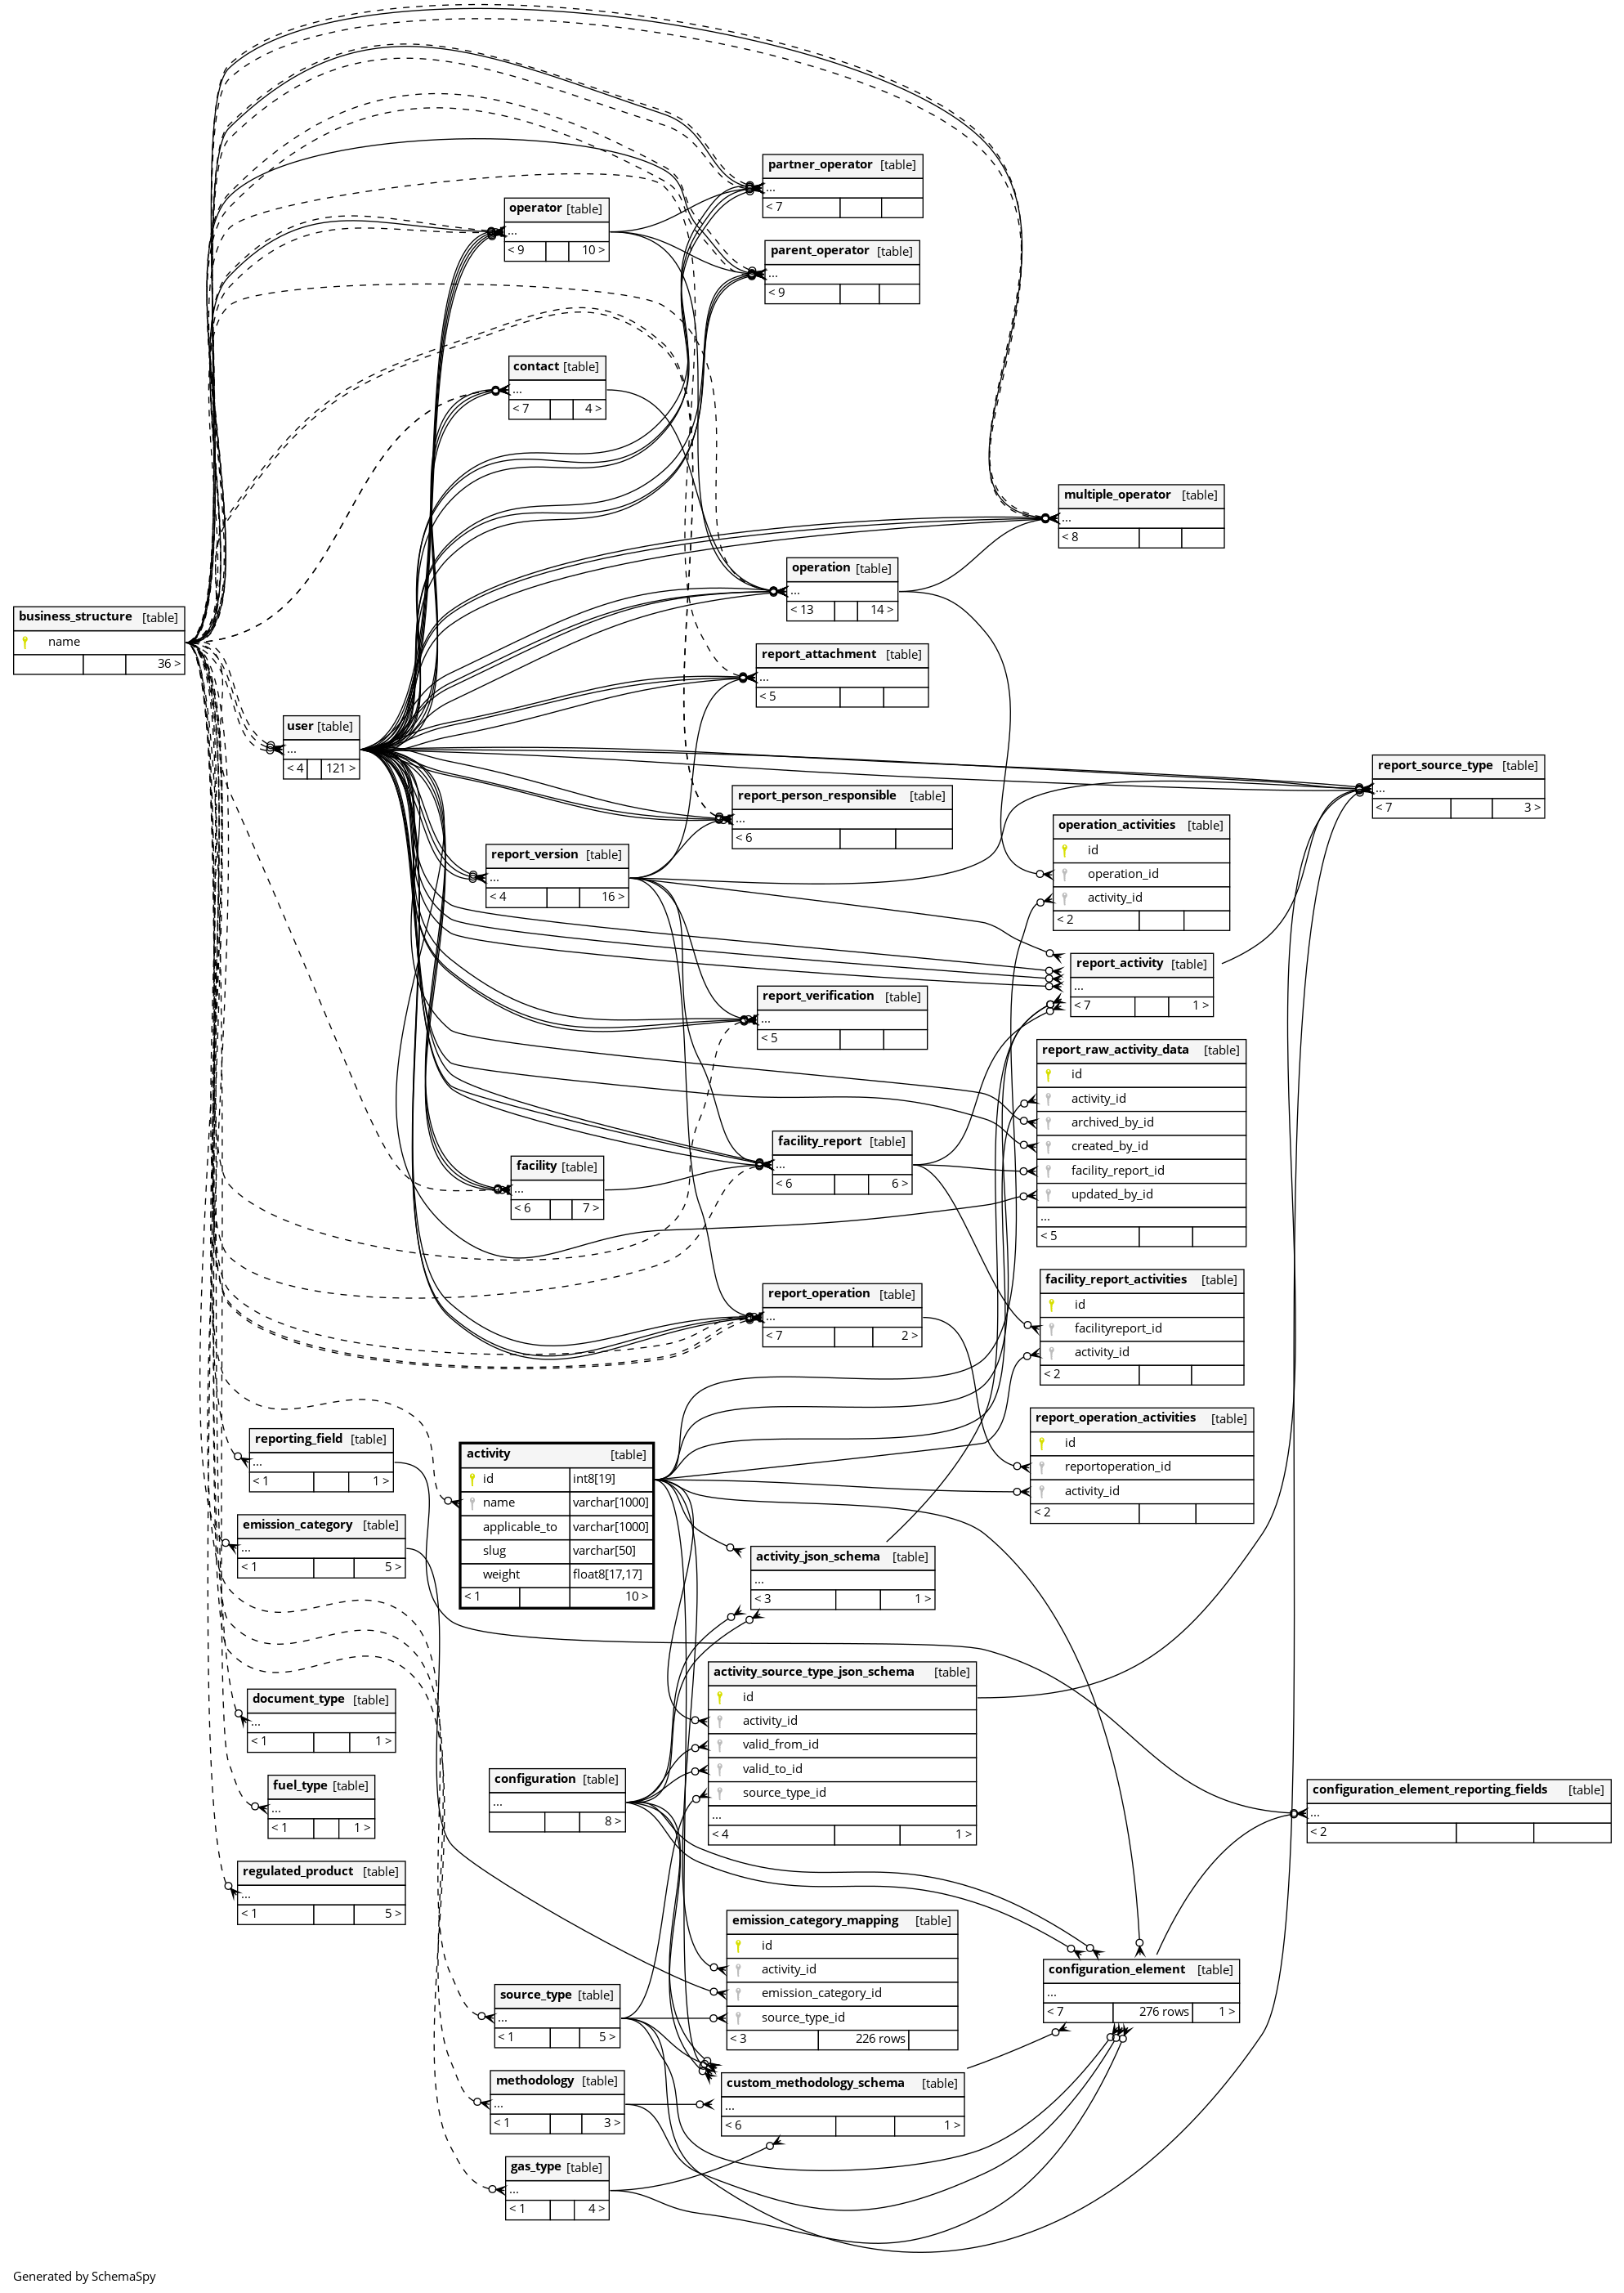 partner_operator [table]
...
< 7
operator [table]
...
< 9 10 >
parent_operator [table]
...
< 9
contact [table]
...
< 7 4 >
multiple_operator [table]
...
< 8
operation [table]
...
< 13 14 >
business_structure [table]
name
36 >
report_attachment [table]
...
< 5
user [table]
...
< 4 121 >
report_source_type [table]
...
< 7 3 >
report_person_responsible [table]
...
< 6
operation_activities [table]
id
operation_id
activity_id
< 2
report_version [table]
...
< 4 16 >
report_activity [table]
...
< 7 1 >
report_verification [table]
...
< 5
report_raw_activity_data [table]
id
activity_id
archived_by_id
created_by_id
facility_report_id
updated_by_id
...
< 5
facility_report [table]
...
< 6 6 >
facility [table]
...
< 6 7 >
facility_report_activities [table]
id
facilityreport_id
activity_id
< 2
report_operation [table]
...
< 7 2 >
report_operation_activities [table]
id
reportoperation_id
activity_id
< 2
reporting_field [table]
...
< 1 1 >
activity [table]
id int8[19]
name varchar[1000]
applicable_to varchar[1000]
slug varchar[50]
weight float8[17,17]
< 1 10 >
emission_category [table]
...
< 1 5 >
activity_json_schema [table]
...
< 3 1 >
activity_source_type_json_schema [table]
id
activity_id
valid_from_id
valid_to_id
source_type_id
...
< 4 1 >
document_type [table]
...
< 1 1 >
configuration [table]
...
8 >
fuel_type [table]
...
< 1 1 >
configuration_element_reporting_fields [table]
...
< 2
regulated_product [table]
...
< 1 5 >
emission_category_mapping [table]
id
activity_id
emission_category_id
source_type_id
< 3 226 rows
configuration_element [table]
...
< 7 276 rows 1 >
source_type [table]
...
< 1 5 >
methodology [table]
...
< 1 3 >
custom_methodology_schema [table]
...
< 6 1 >
gas_type [table]
...
< 1 4 >
Generated by SchemaSpy